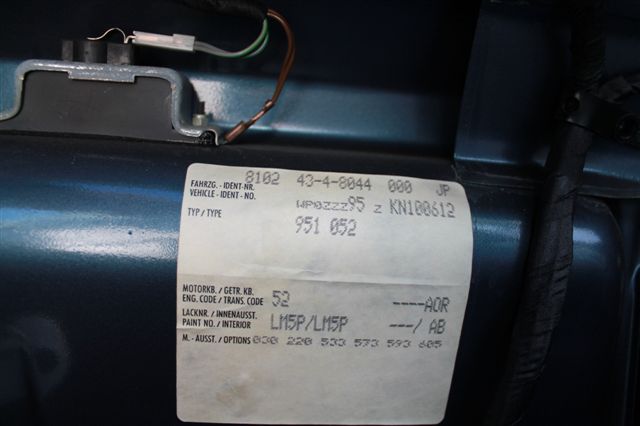 8102 43-4-8044 000 JP
FAHRZG. - IDENT-NR.
VEHICLE - IDENT - NO. WP0ZZZ95 Z KN100612
TYP / TYPE 951 052
MOTORKB. / GETR. KB.
ENG. CODE / TRANS. CODE 52 ----AOR
LACKNR. / INNENAUSST.
PAINT NO. / INTERIOR LM5P/LM5P ---/ AB
M. - AUSST. / OPTIONS 030 220 533 573 593 605